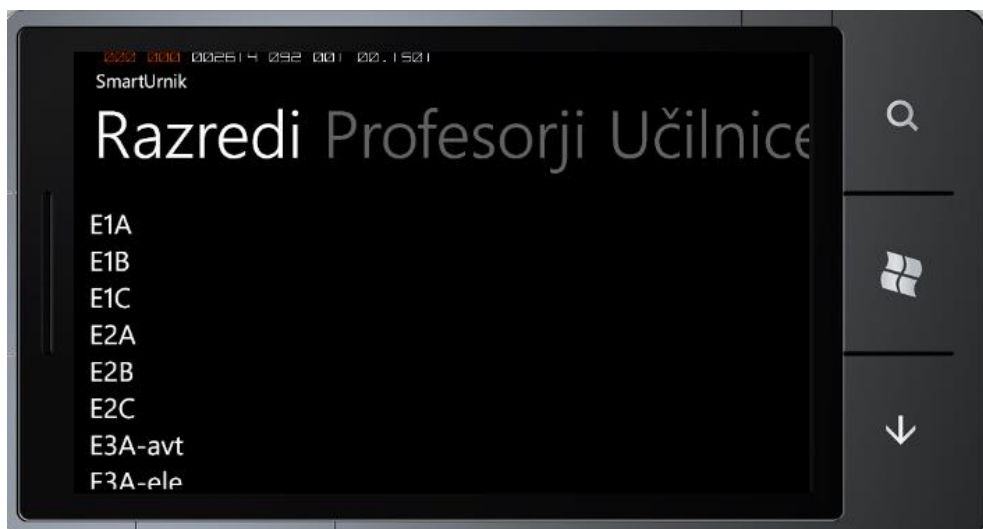 000 000 002614 092 001 00.1501
SmartUrnik
Razredi Profesorji Učilnice
E1A
E1B
E1C
E2A
E2B
E2C
E3A-avt
E3A-ele